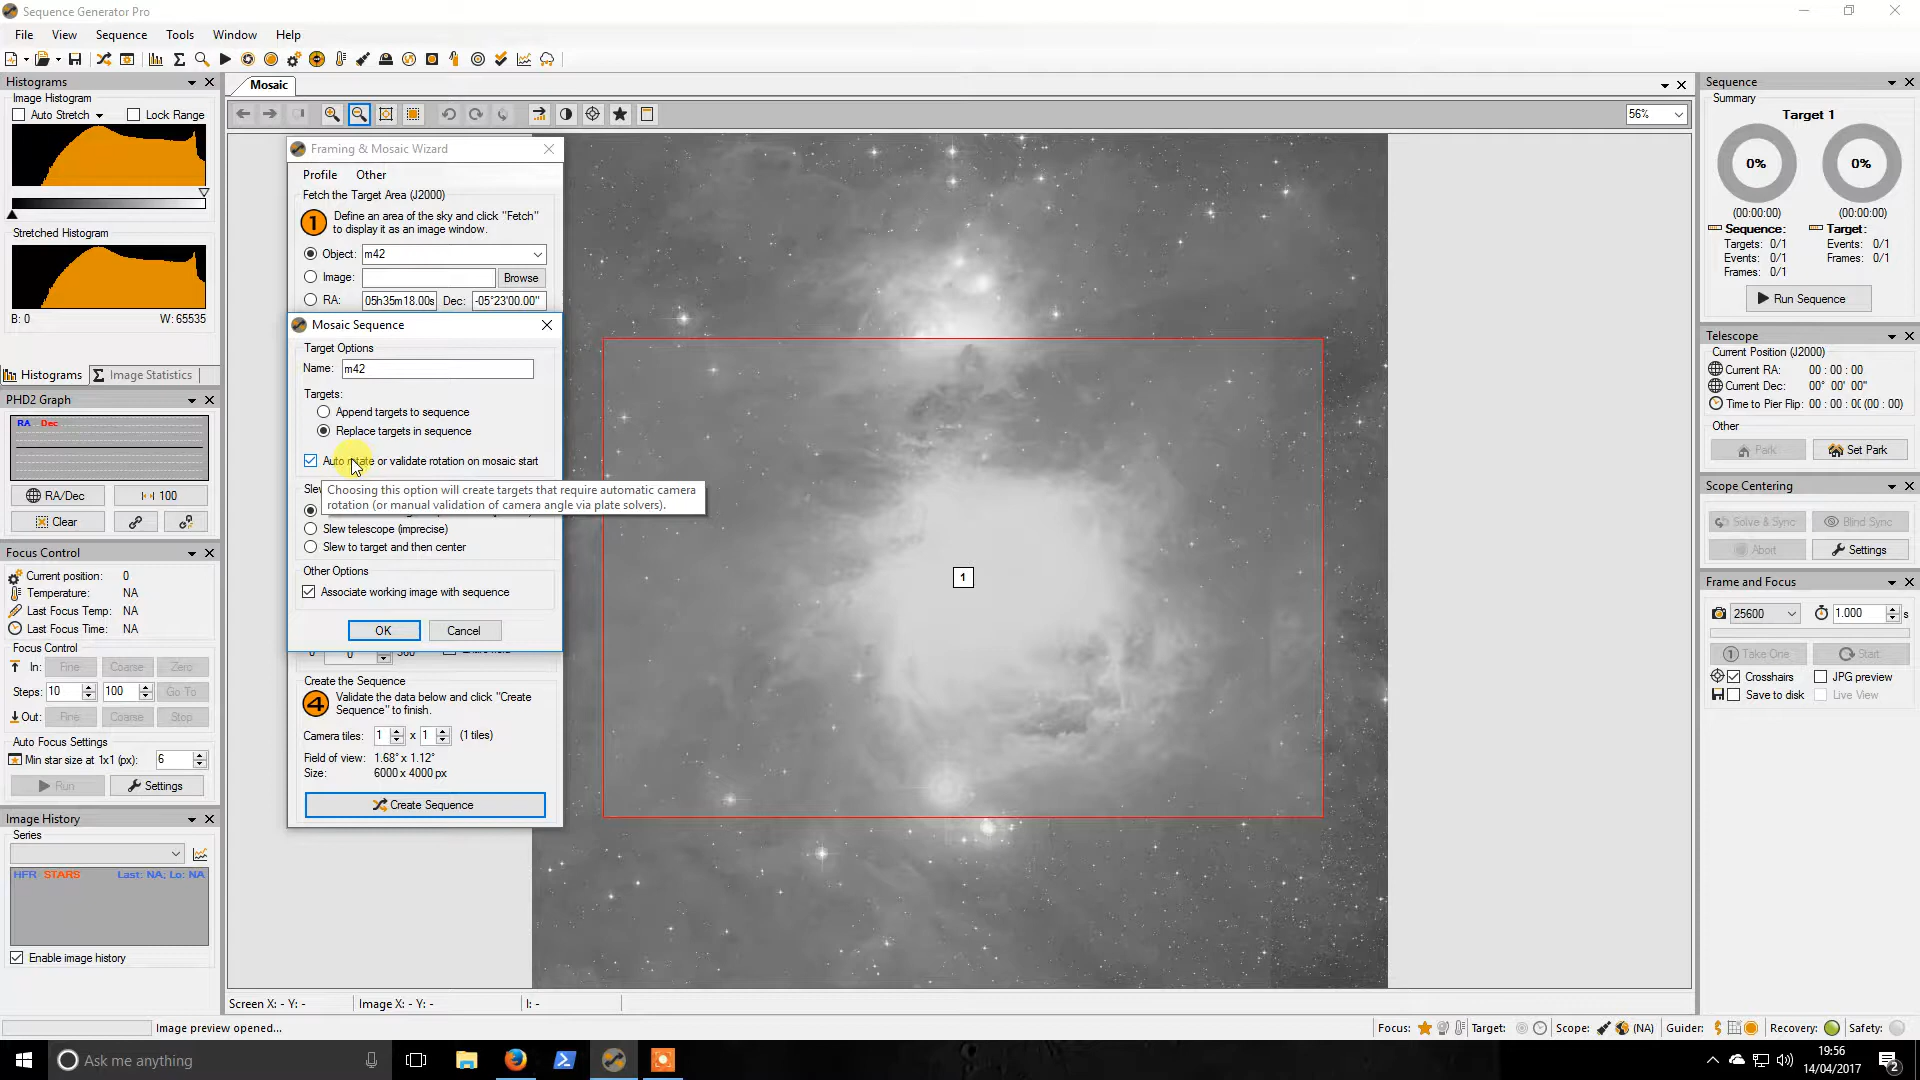 Sequence Generator Pro
File View Sequence Tools Window Help
Histograms
Image Histogram
Auto Stretch Lock Range
Stretched Histogram
B: 0 W: 65535
Histograms Image Statistics
PHD2 Graph
RA Dec
RA/Dec 100
Clear
Focus Control
Current position: 0
Temperature: NA
Last Focus Temp: NA
Last Focus Time: NA
Focus Control
In: Fine Coarse Zero
Steps: 10 100 Go To
Out: Fine Coarse Stop
Auto Focus Settings
Min star size at 1x1 (px): 6
Run Settings
Image History
Series
HFR STARS Last: NA, Lo: NA
Enable image history
Mosaic
56%
Framing & Mosaic Wizard
Profile Other
Fetch the Target Area (J2000)
1 Define an area of the sky and click "Fetch"
to display it as an image window.
Object: m42
Image: Browse
RA: 05h35m18.00s Dec: -05°23'00.00"
Mosaic Sequence
Target Options
Name: m42
Targets:
Append targets to sequence
Replace targets in sequence
Auto rotate or validate rotation on mosaic start
Choosing this option will create targets that require automatic camera
rotation (or manual validation of camera angle via plate solvers).
Slew telescope (imprecise)
Slew to target and then center
Other Options
Associate working image with sequence
OK Cancel
Create the Sequence
4 Validate the data below and click "Create
Sequence" to finish.
Camera tiles: 1 x 1 (1 tiles)
Field of view: 1.68° x 1.12°
Size: 6000 x 4000 px
Create Sequence
1
Screen X: - Y: - Image X: - Y: - I: -
Sequence
Summary
Target 1
0% 0%
(00:00:00) (00:00:00)
Sequence: Target:
Targets: 0/1 Events: 0/1
Events: 0/1 Frames: 0/1
Frames: 0/1
Run Sequence
Telescope
Current Position (J2000)
Current RA: 00 : 00 : 00
Current Dec: 00° 00' 00"
Time to Pier Flip: 00 : 00 : 0( (00 : 00)
Other
Park Set Park
Scope Centering
Solve & Sync Blind Sync
Abort Settings
Frame and Focus
25600 1.000 s
Take One Start
Crosshairs JPG preview
Save to disk Live View
Image preview opened...
Focus: Target: Scope: (NA) Guider: Recovery: Safety:
Ask me anything
19:56
14/04/2017
2